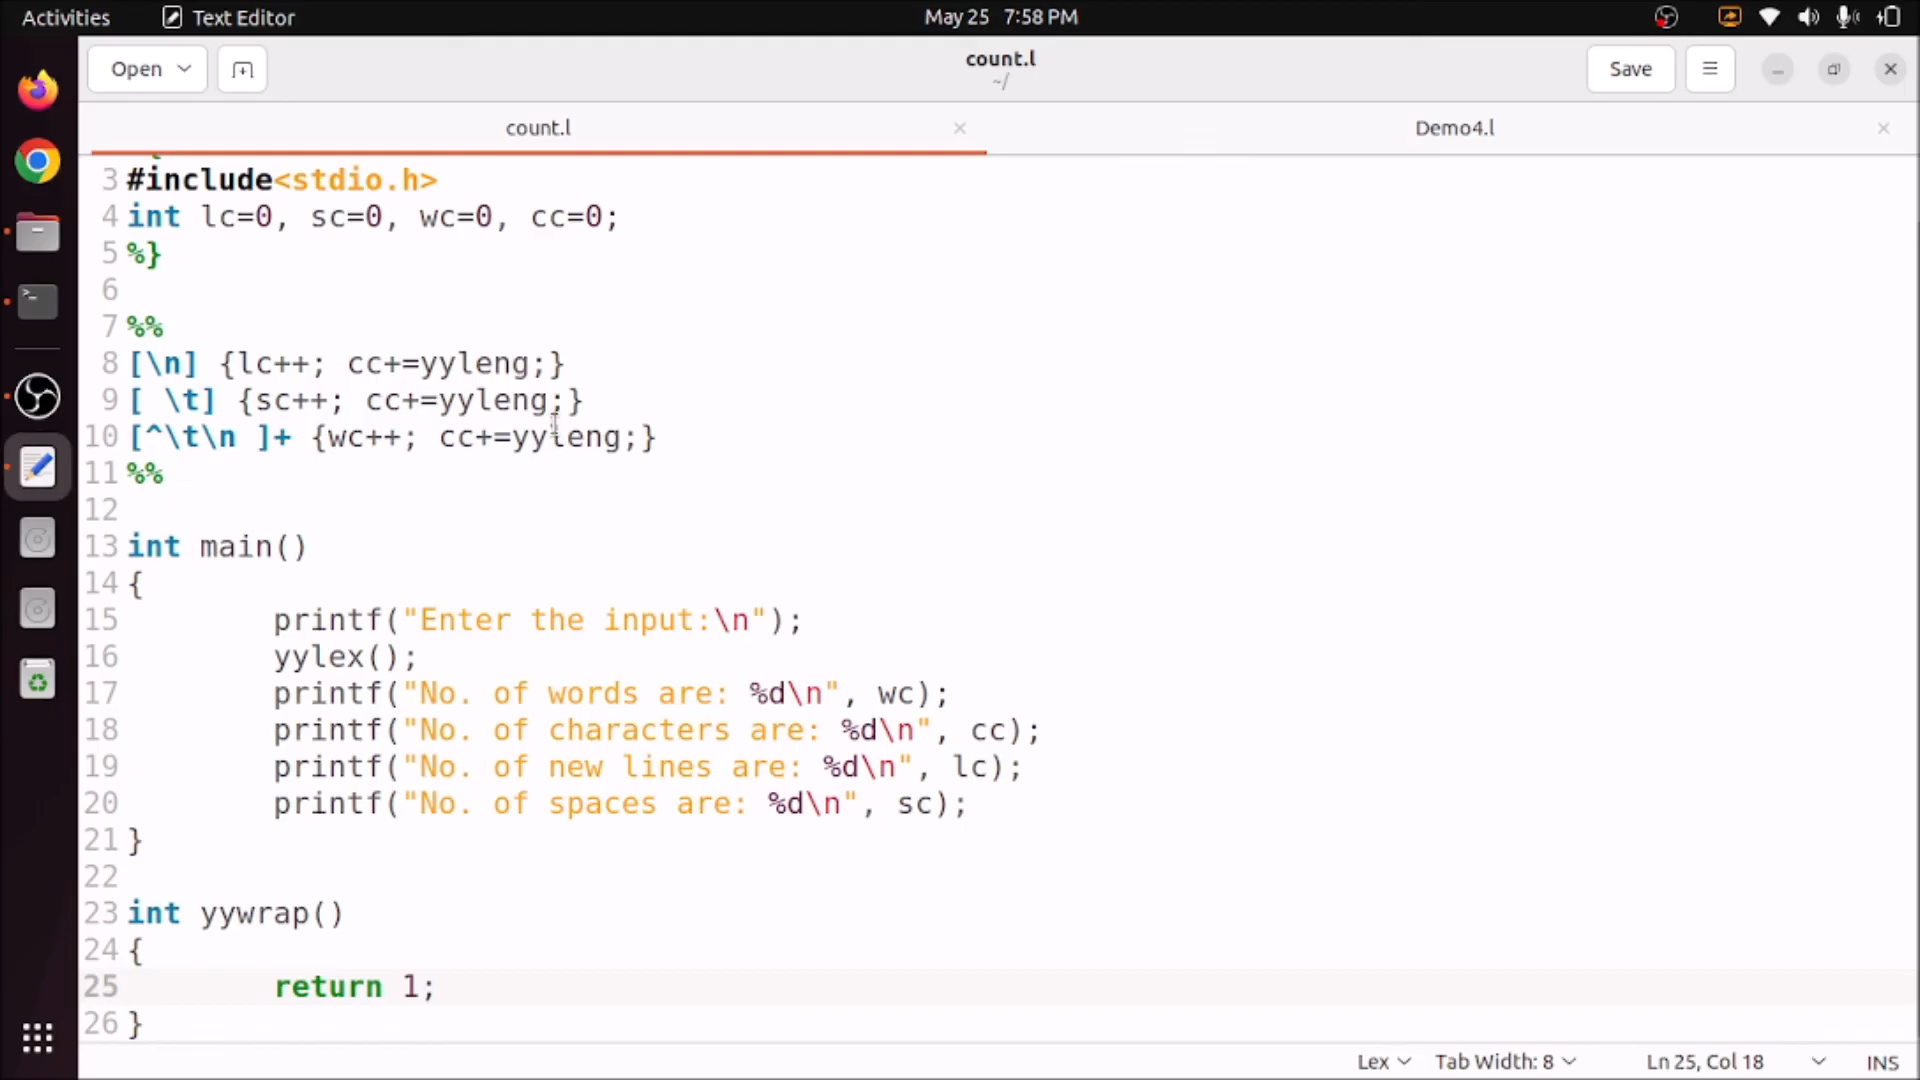 Activities Text Editor May 25 7:58 PM
Open count.l Save
~/
count.l Demo4.l
3 #include<stdio.h>
4 int lc=0, sc=0, wc=0, cc=0;
5 %}
6
7 %%
8 [\n] {lc++; cc+=yyleng;}
9 [ \t] {sc++; cc+=yyleng;}
10 [^\t\n ]+ {wc++; cc+=yyleng;}
11 %%
12
13 int main()
14 {
15 printf("Enter the input:\n");
16 yylex();
17 printf("No. of words are: %d\n", wc);
18 printf("No. of characters are: %d\n", cc);
19 printf("No. of new lines are: %d\n", lc);
20 printf("No. of spaces are: %d\n", sc);
21 }
22
23 int yywrap()
24 {
25 return 1;
26 }
Lex Tab Width: 8 Ln 25, Col 18 INS